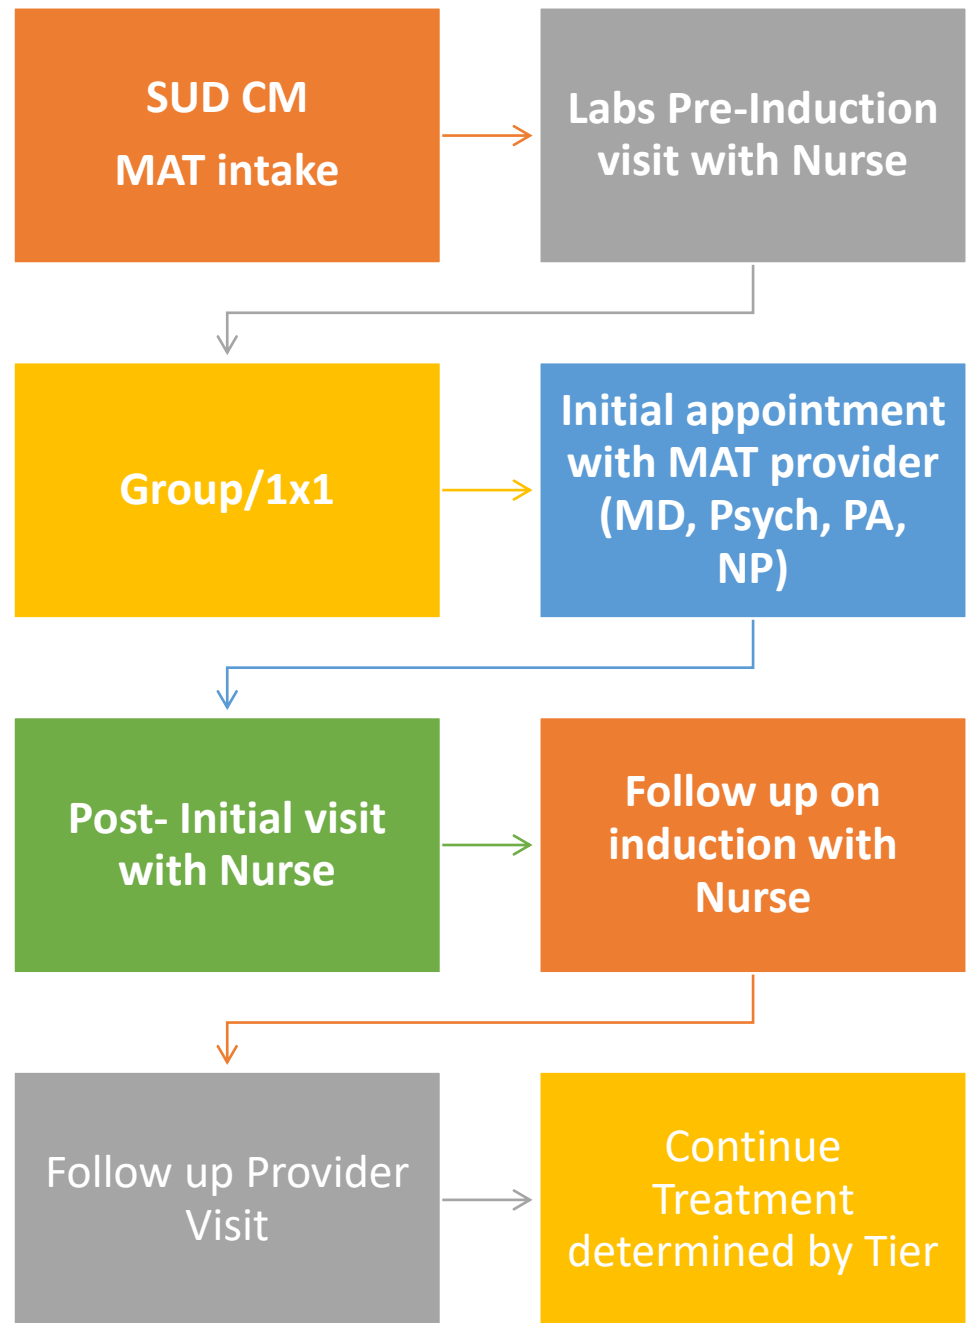 SUD CM
MAT intake
Labs Pre-Induction
visit with Nurse
Group/1x1
Initial appointment
with MAT provider
(MD, Psych, PA,
NP)
Post- Initial visit
with Nurse
Follow up on
induction with
Nurse
Follow up Provider
Visit
Continue
Treatment
determined by Tier